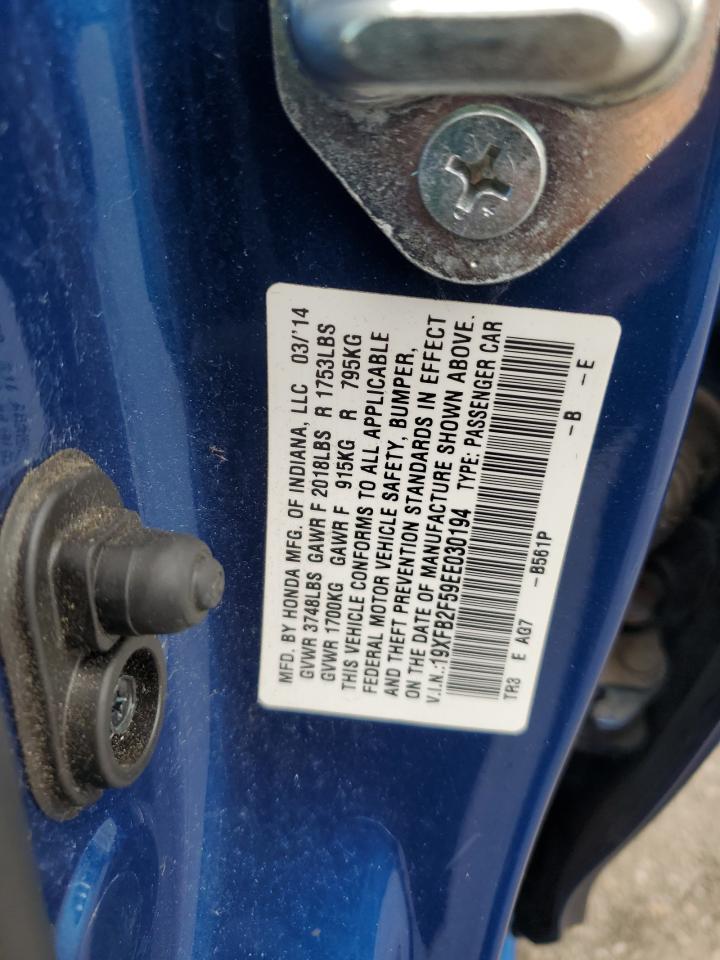 MFD. BY HONDA MFG. OF INDIANA, LLC 03/'14
GVWR 3748LBS GAWR F 2018LBS R 1753LBS
GVWR 1700KG GAWR F 915KG R 795KG
THIS VEHICLE CONFORMS TO ALL APPLICABLE
FEDERAL MOTOR VEHICLE SAFETY, BUMPER,
AND THEFT PREVENTION STANDARDS IN EFFECT
ON THE DATE OF MANUFACTURE SHOWN ABOVE.
V.I.N.:19XFB2F59EE030194 TYPE: PASSENGER CAR
TR3 E AG7 -B561P -B -E